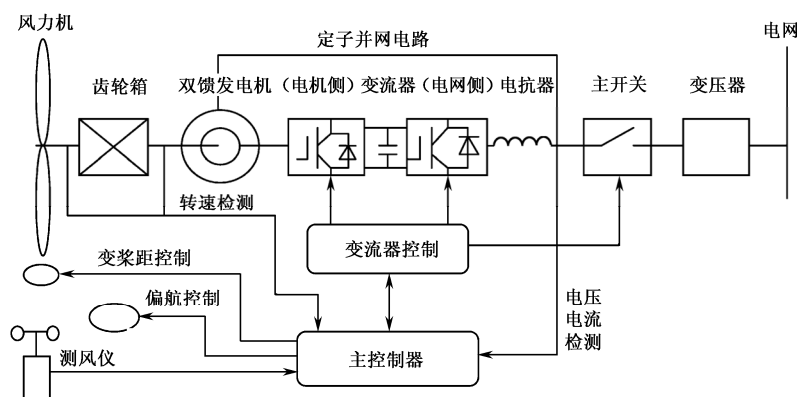 风力机
电网
定子并网电路
齿轮箱
双馈发电机（电机侧）变流器（电网侧）电抗器
主开关
变压器
转速检测
变流器控制
变桨距控制
偏航控制
电压
电流
检测
测风仪
主控制器